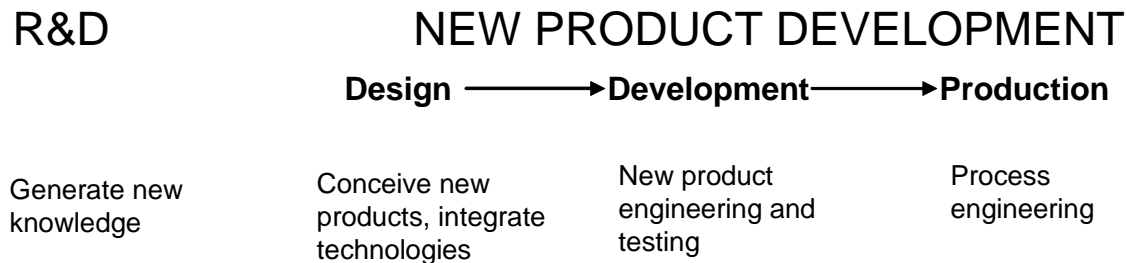 R&D
NEW PRODUCT DEVELOPMENT
Design
Development
Production
Generate new
knowledge
Conceive new
products, integrate
technologies
New product
engineering and
testing
Process
engineering